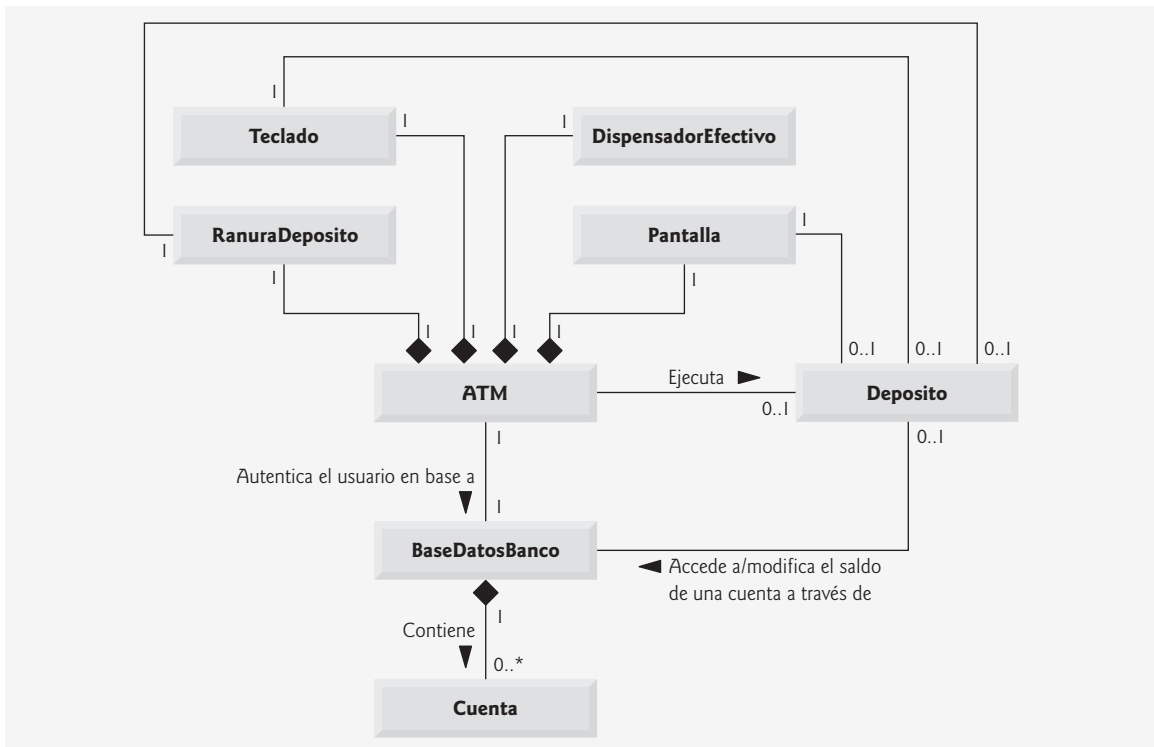 1
Teclado
1
1
DispensadorEfectivo
RanuraDeposito
1
1
Pantalla
1
1
1
1
1
1
0..1
0..1
0..1
ATM
Ejecuta
0..1
Deposito
0..1
1
Autentica el usuario en base a
1
BaseDatosBanco
Accede a/modifica el saldo
de una cuenta a través de
1
Contiene
0..*
Cuenta